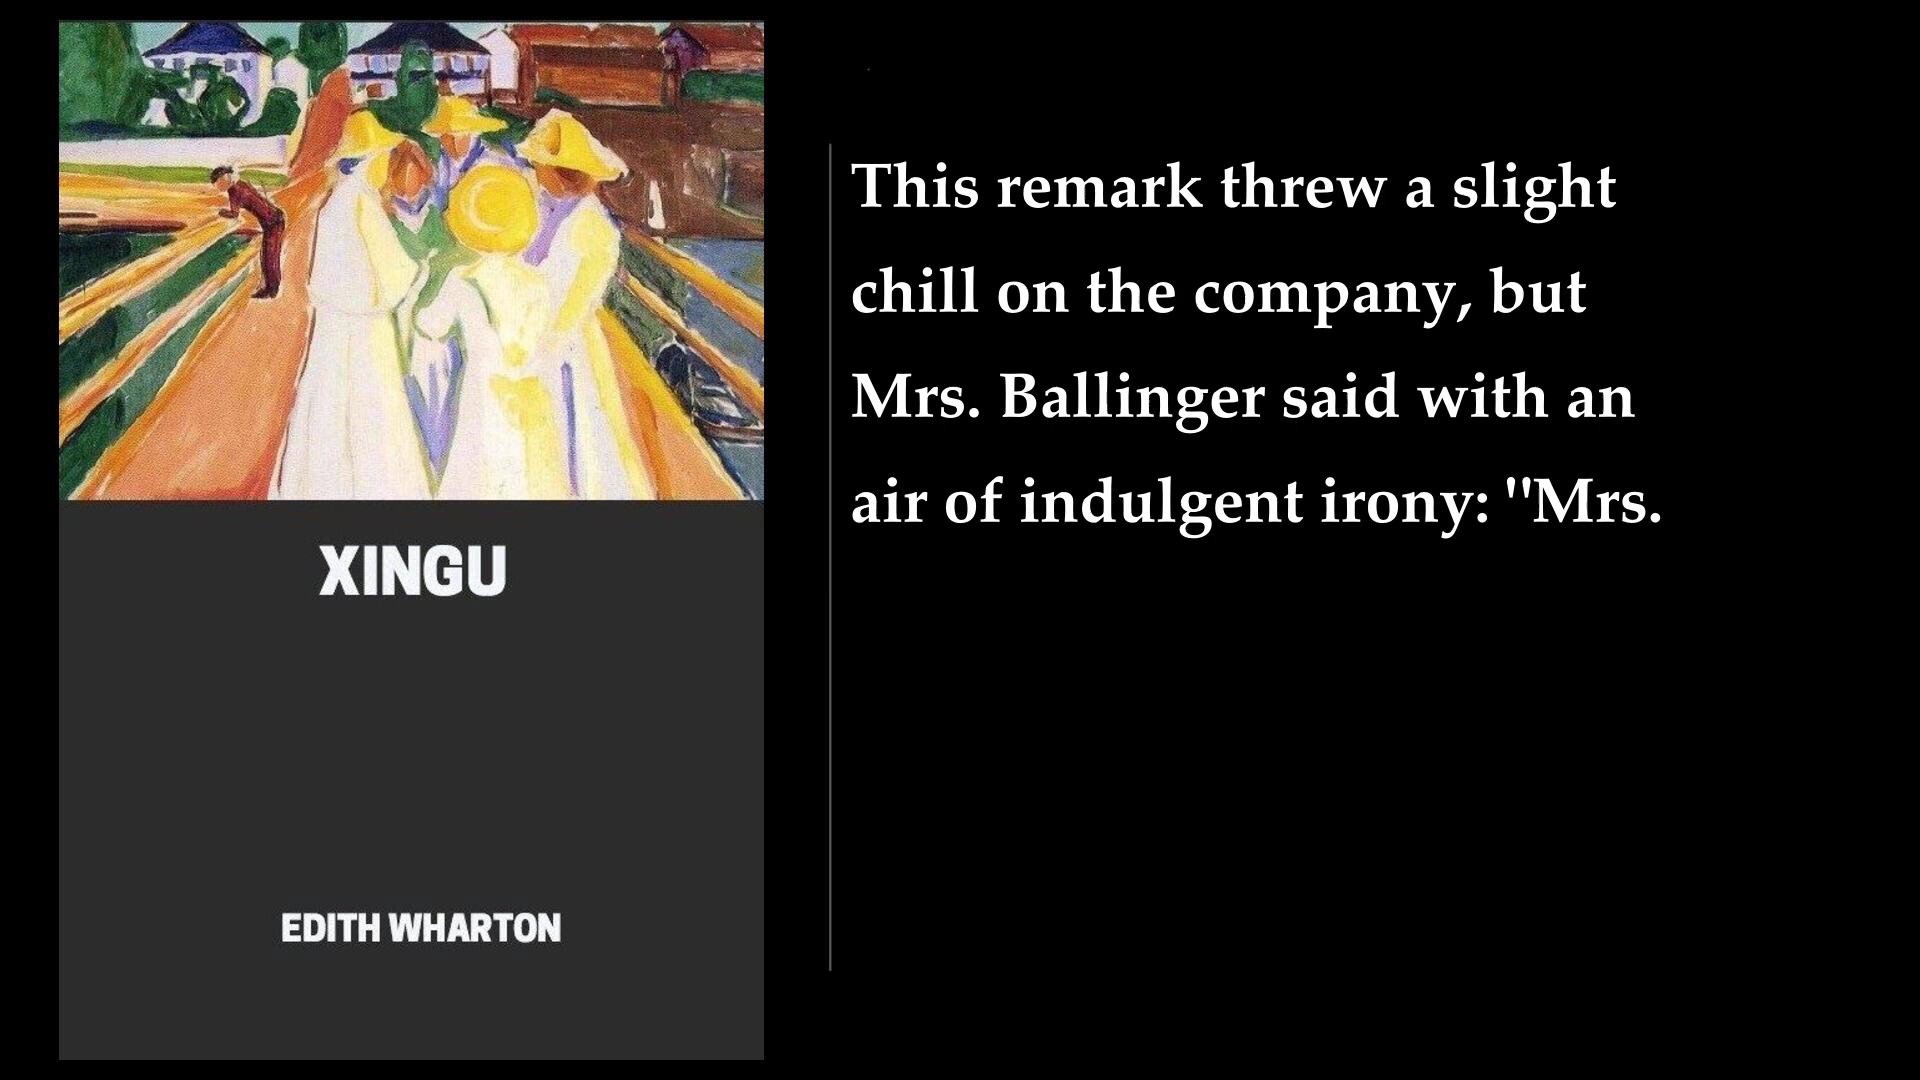 XINGU
EDITH WHARTON
This remark threw a slight
chill on the company, but
Mrs. Ballinger said with an
air of indulgent irony: "Mrs.